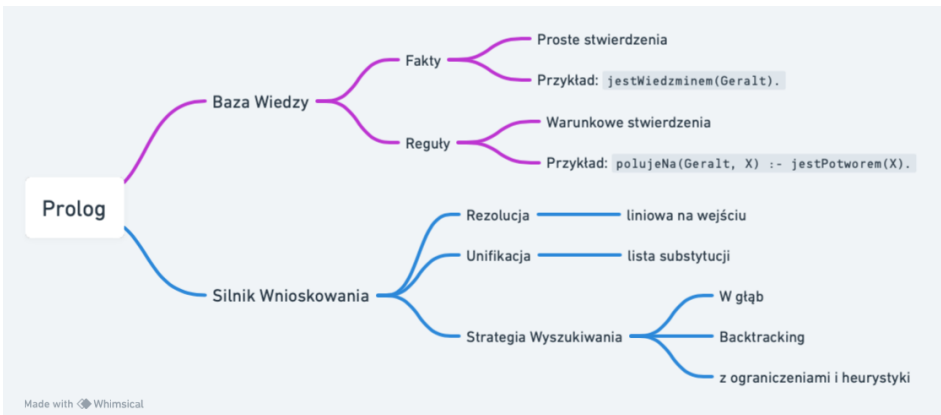 Prolog
Baza Wiedzy
Fakty
Proste stwierdzenia
Przykład: jestWiedzminem(Geralt).
Reguły
Warunkowe stwierdzenia
Przykład: polujeNa(Geralt, X) :- jestPotworem(X).
Silnik Wnioskowania
Rezolucja
liniowa na wejściu
Unifikacja
lista substytucji
Strategia Wyszukiwania
W głąb
Backtracking
z ograniczeniami i heurystyki
Made with Whimsical